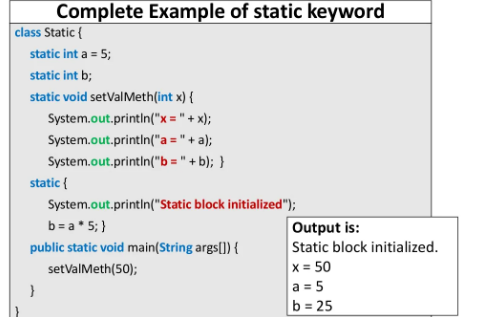 Complete Example of static keyword
class Static {
static int a = 5;
static int b;
static void setValMeth(int x) {
System.out.println("x = " + x);
System.out.println("a = " + a);
System.out.println("b = " + b); }
static {
System.out.println("Static block initialized");
b = a * 5; }
public static void main(String args[]) {
setValMeth(50);
}
}
Output is:
Static block initialized.
x = 50
a = 5
b = 25